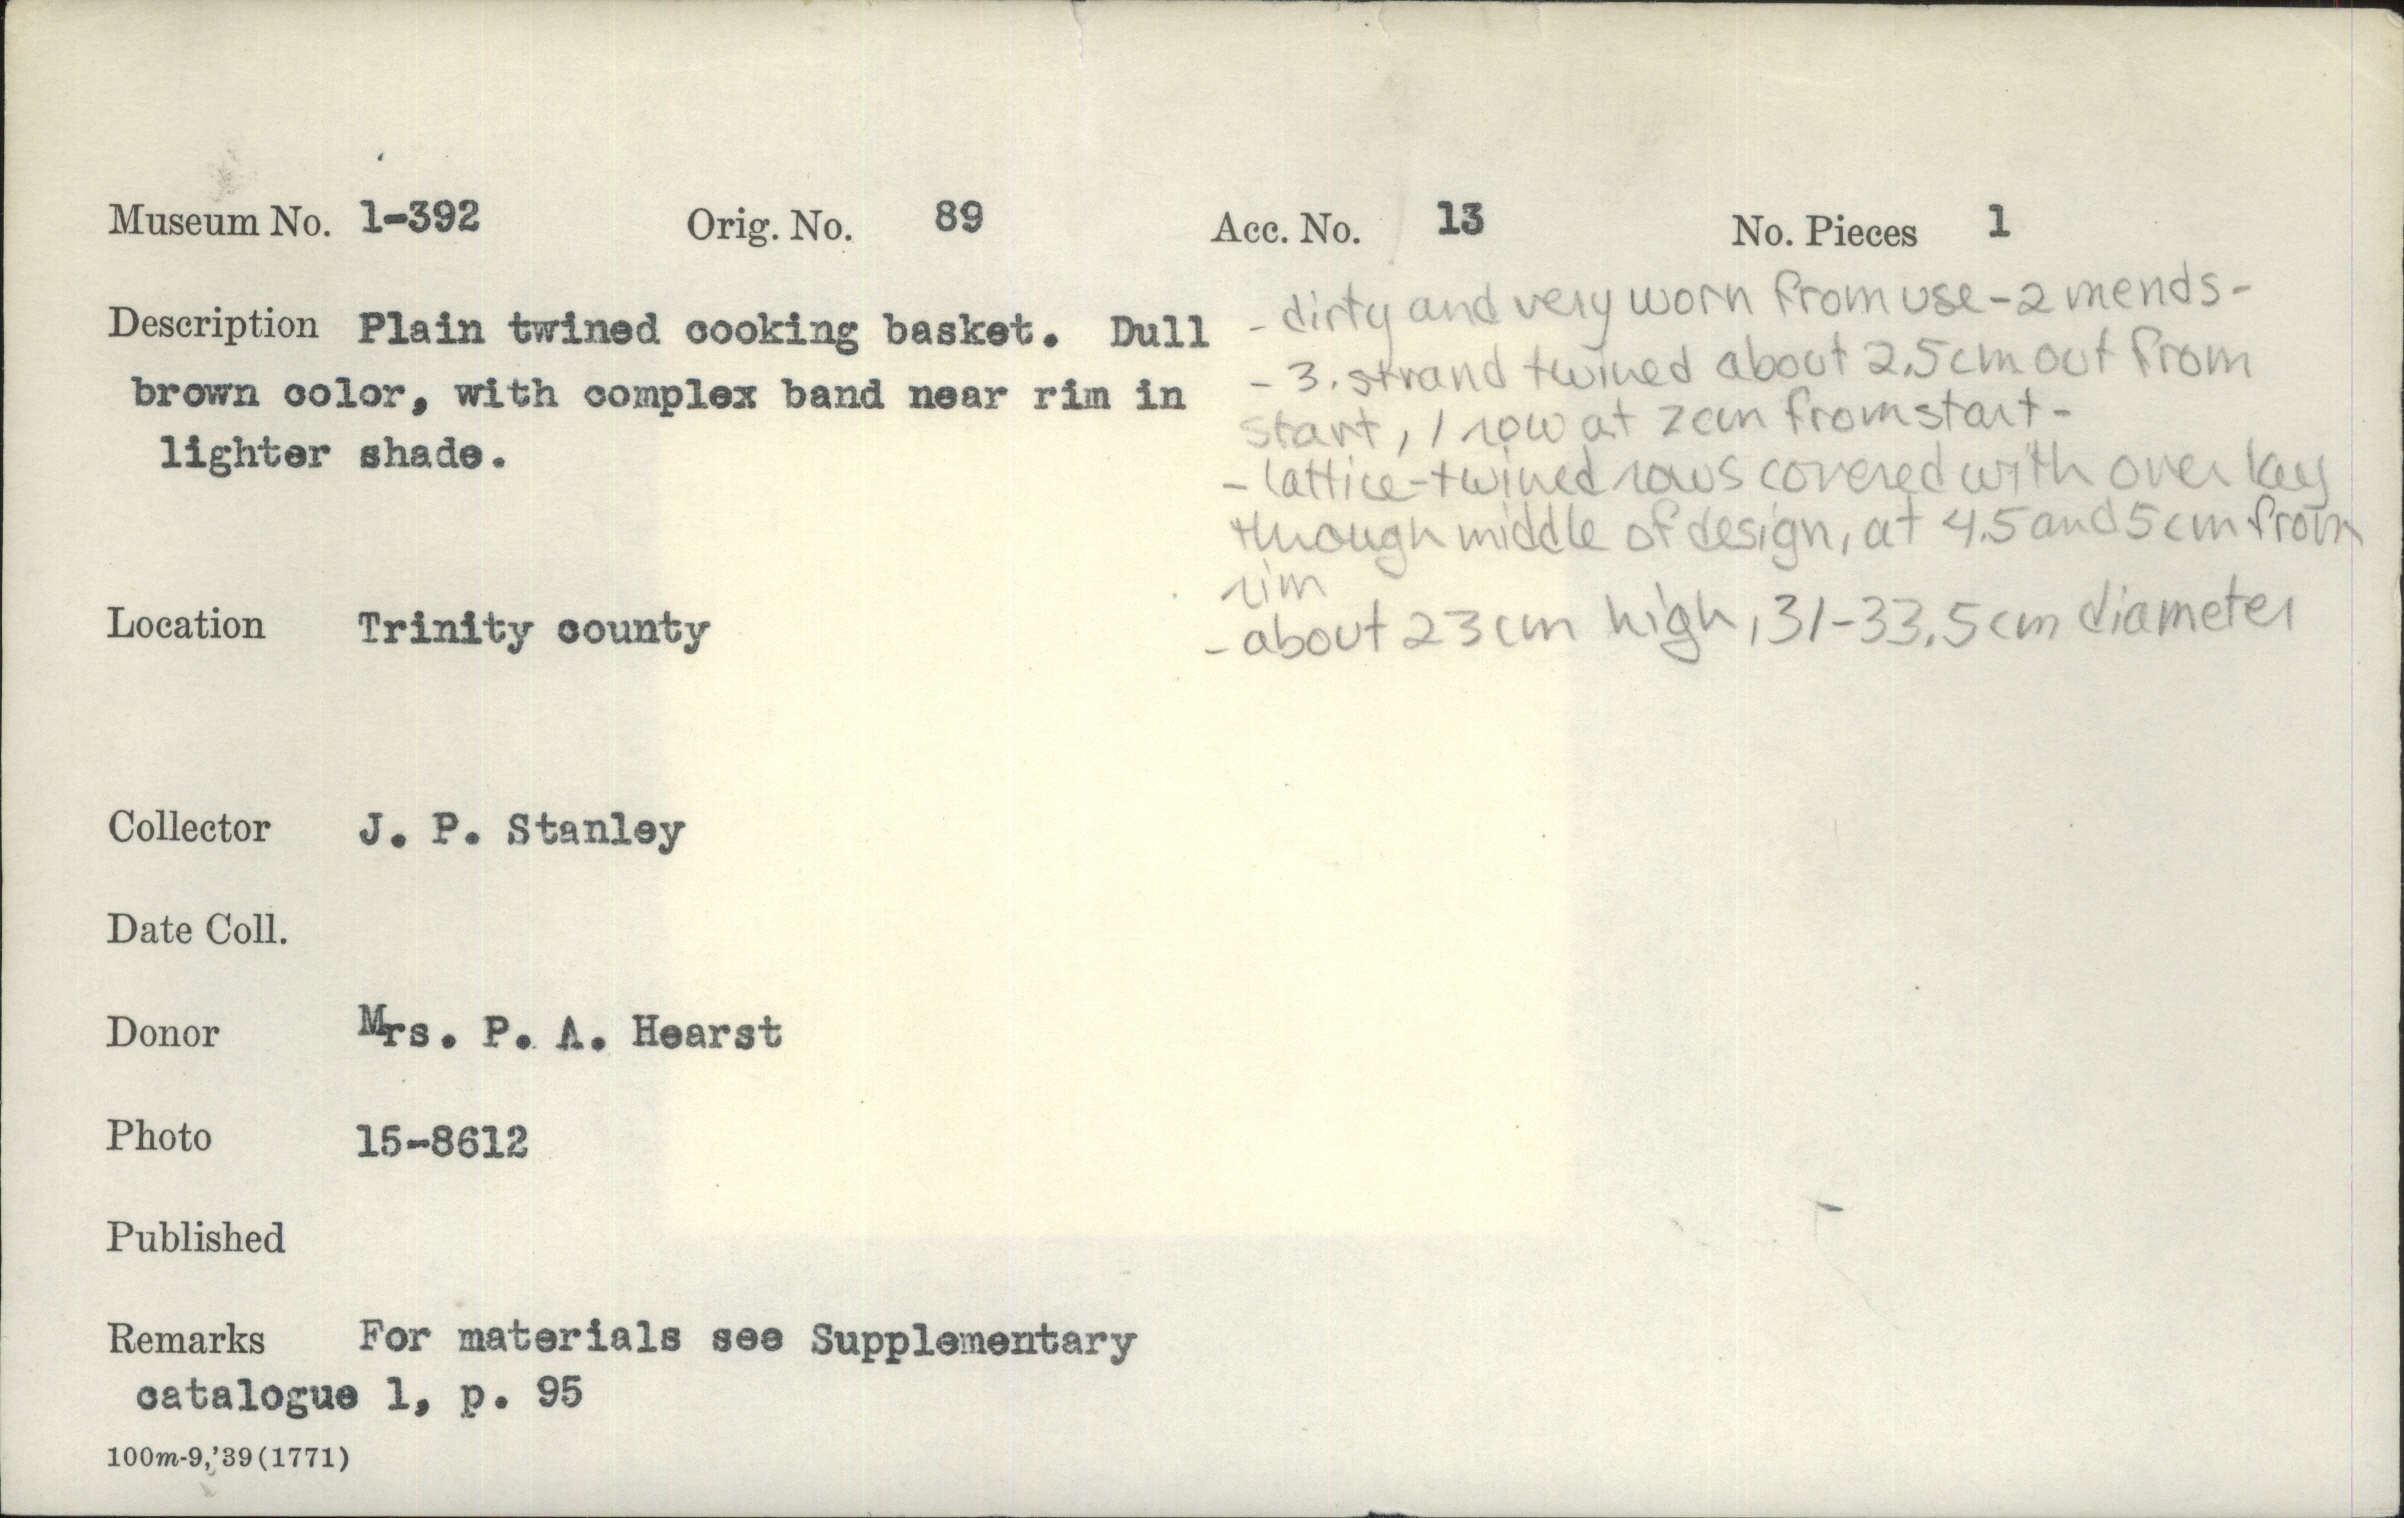 Museum No. 1-392 Orig. No. 89 Acc. No. 13 No. Pieces 1
Description Plain twined cooking basket. Dull
brown color, with complex band near rim in
lighter shade.
- dirty and very worn from use - 2 mends -
- 3. strand twined about 2.5cm out from
start, 1 row at 7cm from start -
- lattice-twined rows covered with overlay
through middle of design, at 4.5 and 5cm from
rim
- about 23cm high, 31-33.5cm diameter
Location Trinity county
Collector J. P. Stanley
Date Coll.
Donor Mrs. P. A. Hearst
Photo 15-8612
Published
Remarks For materials see Supplementary
catalogue 1, p. 95
100m-9,'39(1771)